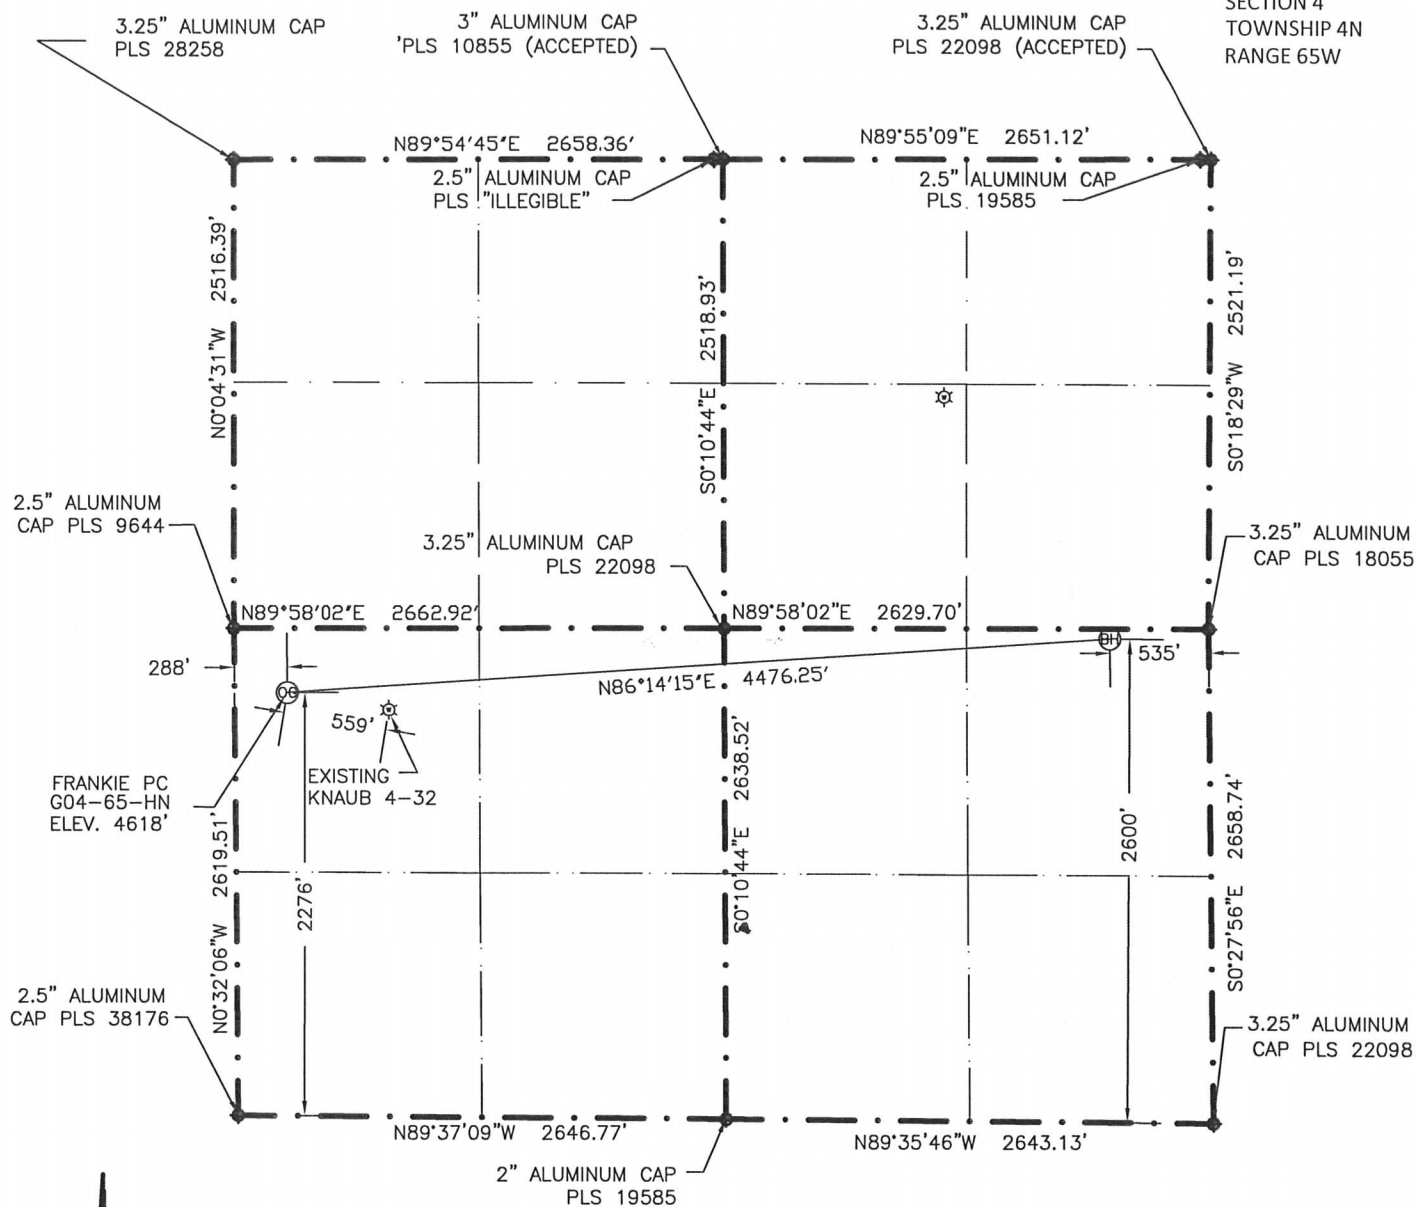 SECTION 4
TOWNSHIP 4N
RANGE 65W
3.25" ALUMINUM CAP
PLS 28258
3" ALUMINUM CAP
'PLS 10855 (ACCEPTED)
3.25" ALUMINUM CAP
PLS 22098 (ACCEPTED)
N89°54'45"E 2658.36'
N89°55'09"E 2651.12'
2.5" ALUMINUM CAP
PLS "ILLEGIBLE"
2.5" ALUMINUM CAP
PLS 19585
N0°04'31"W 2516.39'
S0°10'44"E 2518.93'
S0°18'29"W 2521.19'
2.5" ALUMINUM
CAP PLS 9644
3.25" ALUMINUM CAP
PLS 22098
3.25" ALUMINUM
CAP PLS 18055
N89°58'02"E 2662.92'
N89°58'02"E 2629.70'
288'
OG
BH
535'
N86°14'15"E 4476.25'
559'
EXISTING
KNAUB 4-32
FRANKIE PC
G04-65-HN
ELEV. 4618'
N0°32'06"W 2619.51'
2276'
S0°10'44"E 2638.52'
2600'
S0°27'56"E 2658.74'
2.5" ALUMINUM
CAP PLS 38176
3.25" ALUMINUM
CAP PLS 22098
N89°37'09"W 2646.77'
N89°35'46"W 2643.13'
2" ALUMINUM CAP
PLS 19585